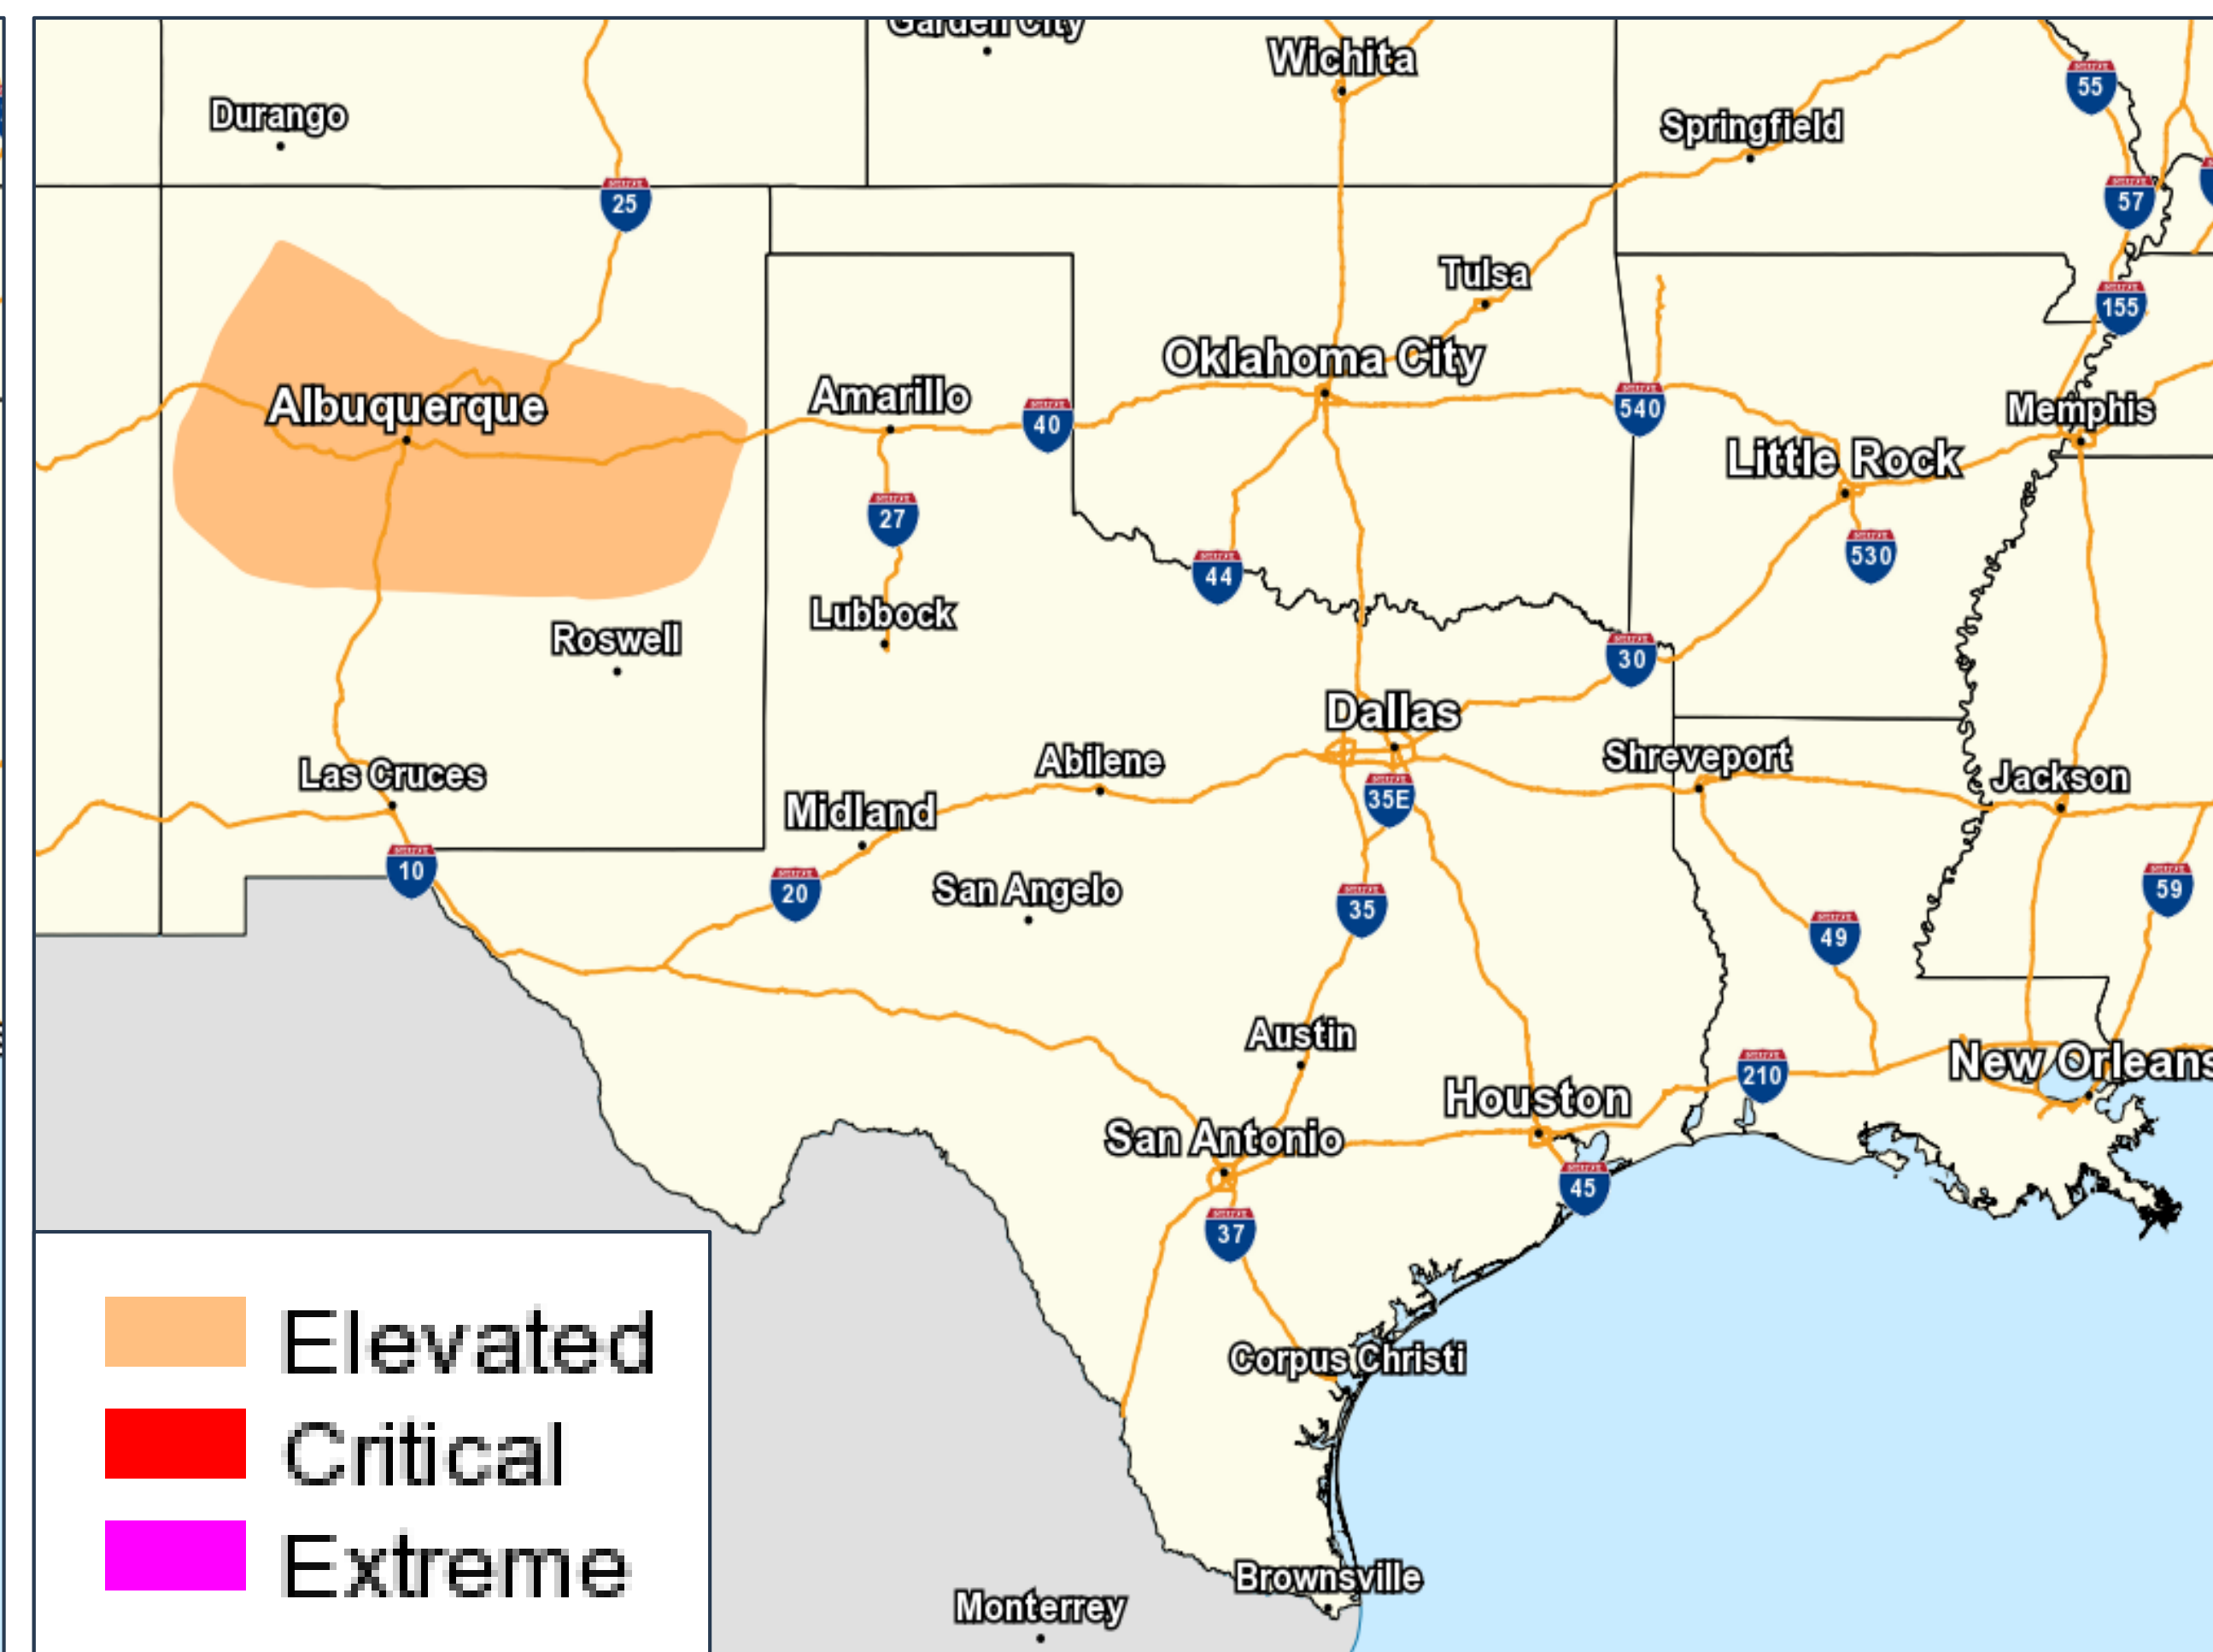 Garden City
Wichita
55
Durango
Springfield
25
57
Tulsa
155
Oklahoma City
Albuquerque
Amarillo
40
540
Memphis
Little Rock
27
530
44
Lubbock
Roswell
30
Dallas
Las Cruces
Abilene
Shreveport
Jackson
Midland
35E
10
20
San Angelo
35
59
49
Austin
210
New Orleans
Houston
San Antonio
45
37
Elevated
Corpus Christi
Critical
Extreme
Brownsville
Monterrey